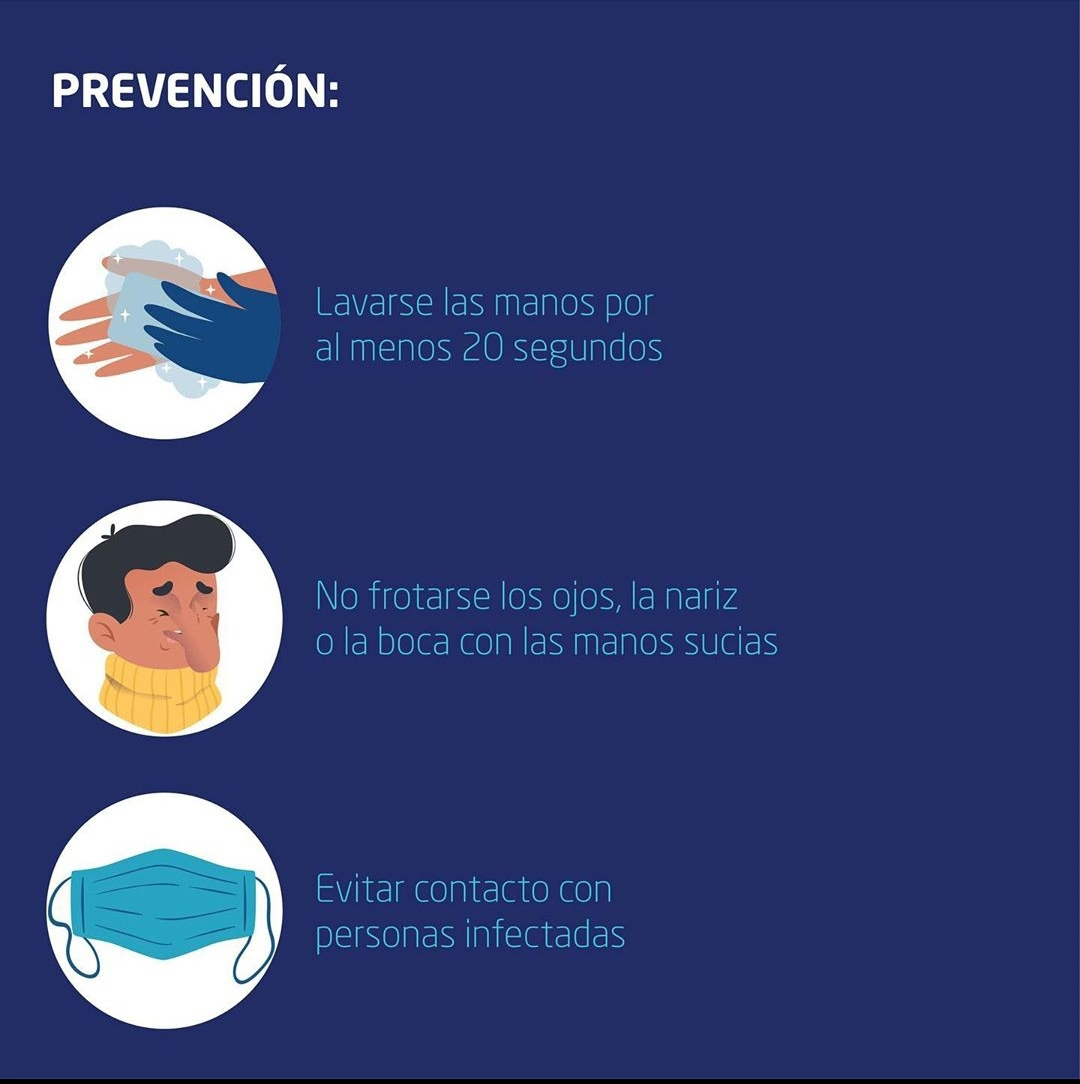 PREVENCIÓN:
Lavarse las manos por
al menos 20 segundos
No frotarse los ojos, la nariz
o la boca con las manos sucias
Evitar contacto con
personas infectadas